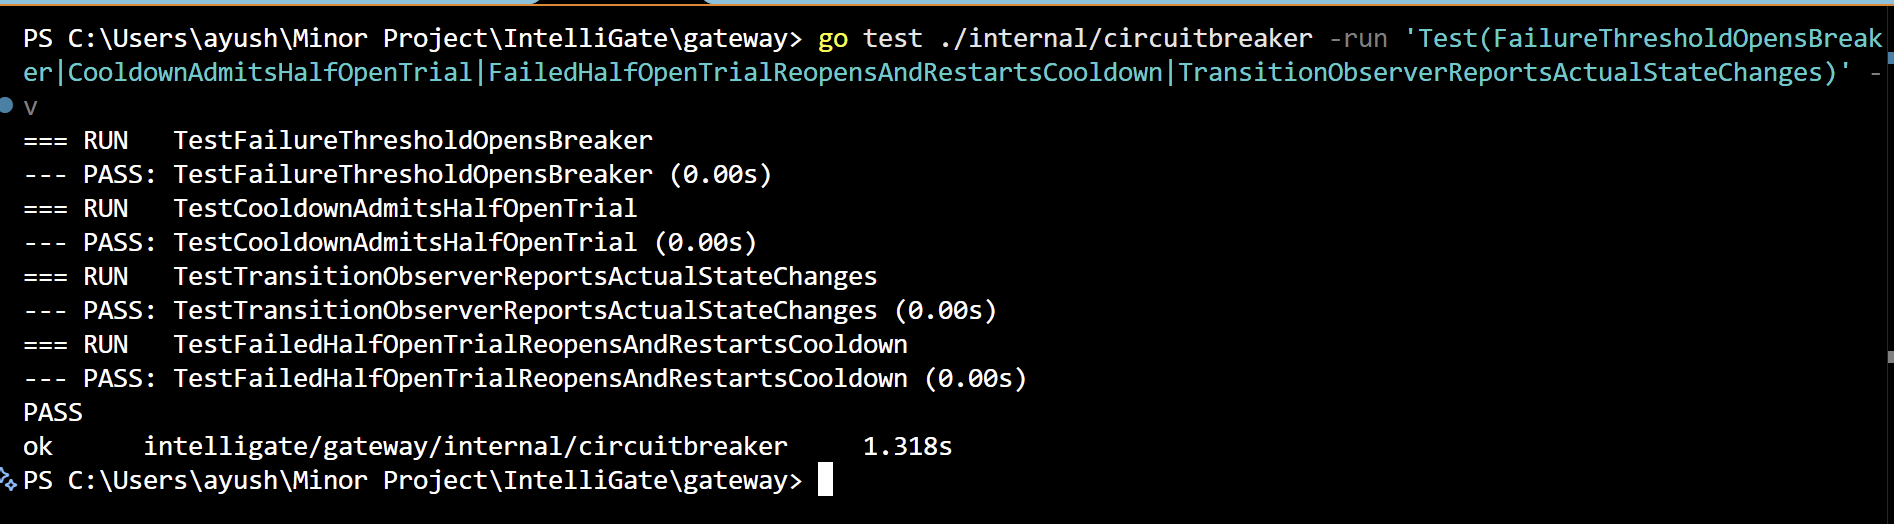 PS C:\Users\ayush\Minor Project\IntelliGate\gateway> go test ./internal/circuitbreaker -run 'Test(FailureThresholdOpensBreak
er|CooldownAdmitsHalfOpenTrial|FailedHalfOpenTrialReopensAndRestartsCooldown|TransitionObserverReportsActualStateChanges)' -
v
=== RUN   TestFailureThresholdOpensBreaker
--- PASS: TestFailureThresholdOpensBreaker (0.00s)
=== RUN   TestCooldownAdmitsHalfOpenTrial
--- PASS: TestCooldownAdmitsHalfOpenTrial (0.00s)
=== RUN   TestTransitionObserverReportsActualStateChanges
--- PASS: TestTransitionObserverReportsActualStateChanges (0.00s)
=== RUN   TestFailedHalfOpenTrialReopensAndRestartsCooldown
--- PASS: TestFailedHalfOpenTrialReopensAndRestartsCooldown (0.00s)
PASS
ok      intelligate/gateway/internal/circuitbreaker     1.318s
PS C:\Users\ayush\Minor Project\IntelliGate\gateway>